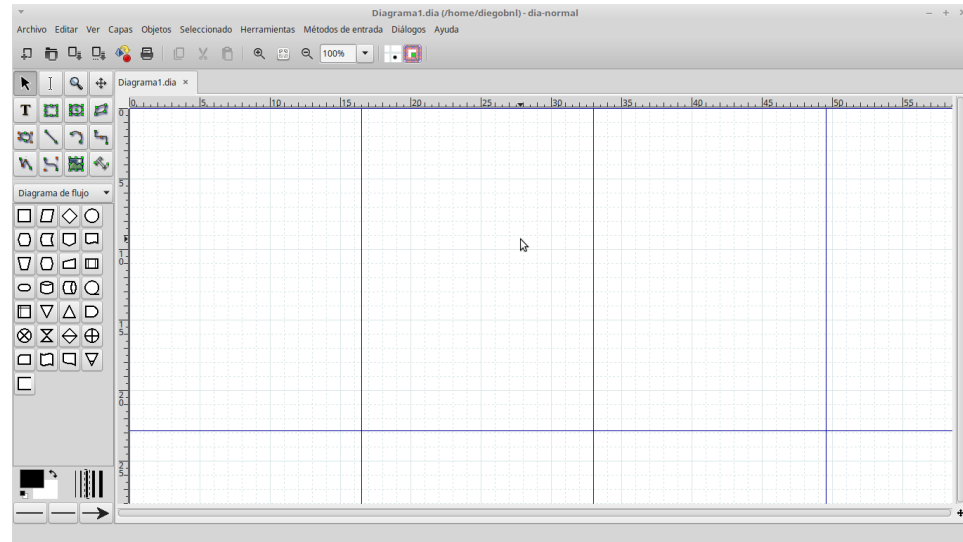 Diagrama1.dia (/home/diegobnl) - dia-normal
Archivo Editar Ver Capas Objetos Seleccionado Herramientas Métodos de entrada Diálogos Ayuda
100%
Diagrama1.dia ×
0 5 10 15 20 25 30 35 40 45 50 55
T
0
5
Diagrama de flujo
10
15
20
25